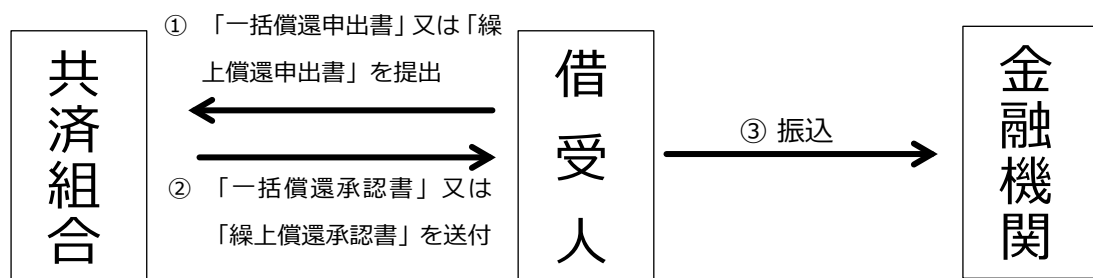 共済組合
① 「一括償還申出書」又は「繰
上償還申出書」を提出
② 「一括償還承認書」又は
「繰上償還承認書」を送付
借受人
③ 振込
金融機関